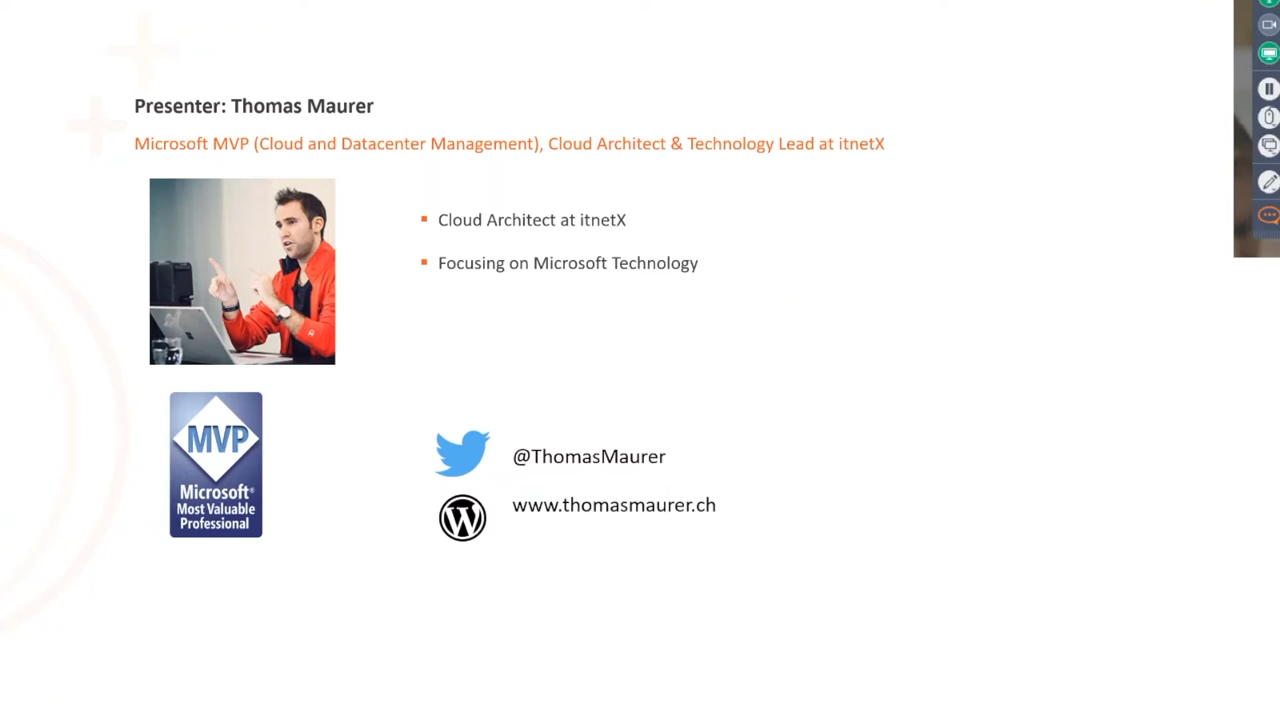 Presenter: Thomas Maurer
Microsoft MVP (Cloud and Datacenter Management), Cloud Architect & Technology Lead at itnetX
Cloud Architect at itnetX
Focusing on Microsoft Technology
MVP
Microsoft®
Most Valuable
Professional
@ThomasMaurer
www.thomasmaurer.ch